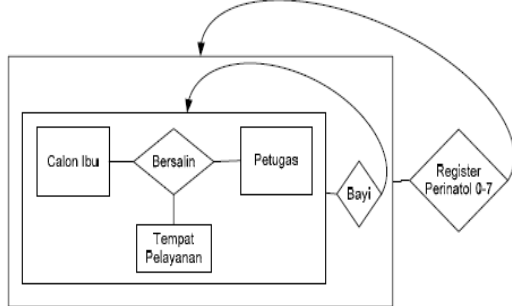 Calon Ibu
Bersalin
Petugas
Tempat
Pelayanan
Bayi
Register
Perinatol 0-7